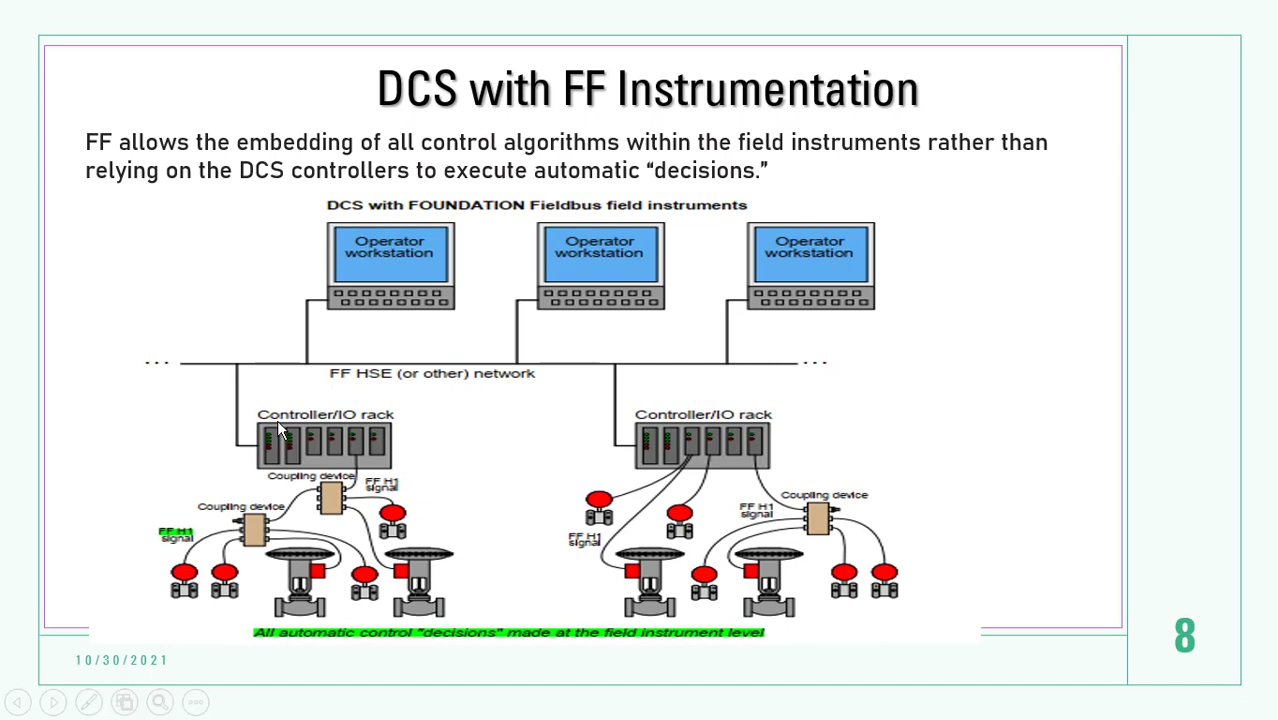 DCS with FF Instrumentation
FF allows the embedding of all control algorithms within the field instruments rather than
relying on the DCS controllers to execute automatic “decisions.”
DCS with FOUNDATION Fieldbus field instruments
Operator
workstation
Operator
workstation
Operator
workstation
...
...
FF HSE (or other) network
Controller/IO rack
Controller/IO rack
Coupling device
FF H1
signal
Coupling device
FF H1
signal
Coupling device
FF H1
signal
FF H1
signal
All automatic control "decisions" made at the field instrument level
8
10/30/2021